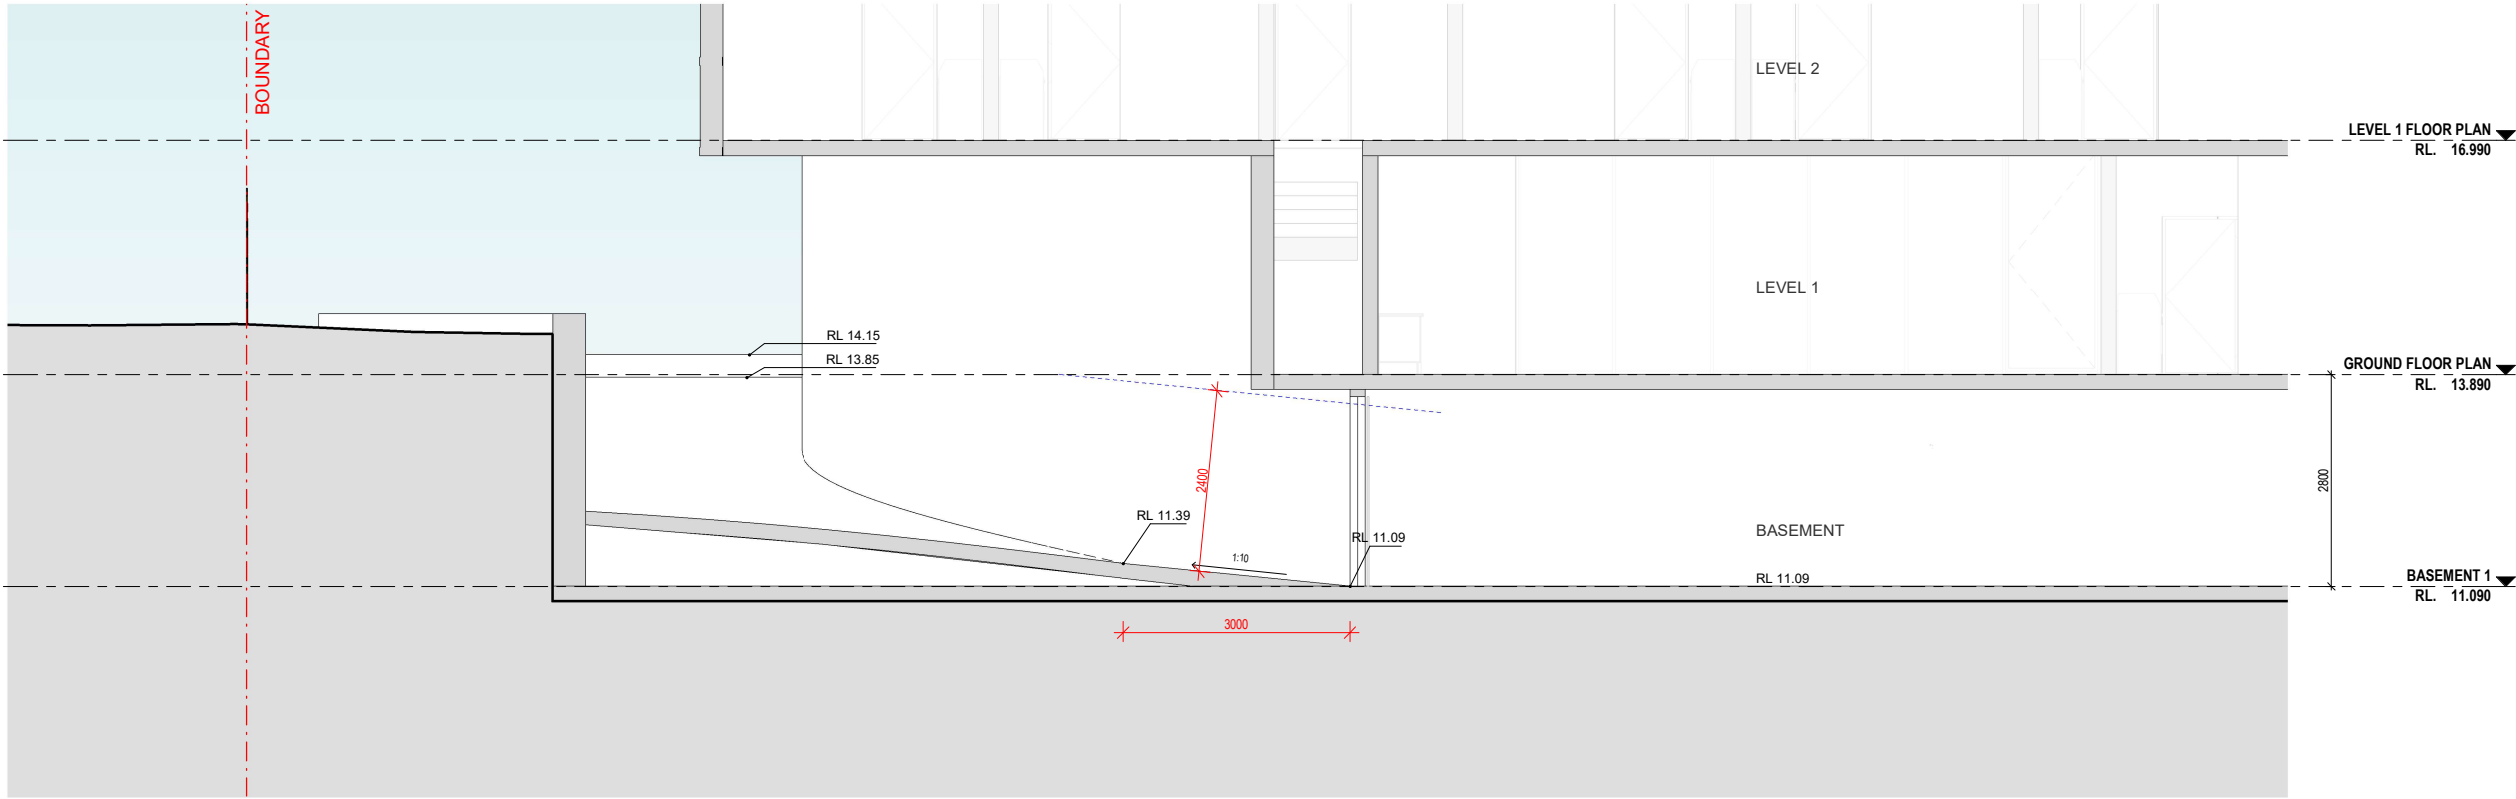 BOUNDARY
LEVEL 2
LEVEL 1 FLOOR PLAN
RL. 16.990
LEVEL 1
RL 14.15
RL 13.85
GROUND FLOOR PLAN
RL. 13.890
2400
2800
RL 11.39
RL 11.09
BASEMENT
1:10
RL 11.09
BASEMENT 1
RL. 11.090
3000